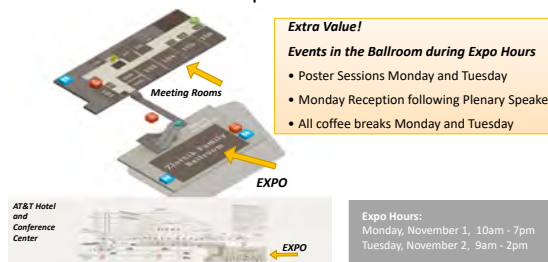 Extra Value!
Events in the Ballroom during Expo Hours
• Poster Sessions Monday and Tuesday
• Monday Reception following Plenary Speake
• All coffee breaks Monday and Tuesday
Meeting Rooms
Zlotnik Family
Ballroom
EXPO
AT&T Hotel
and
Conference
Center
EXPO
Expo Hours:
Monday, November 1, 10am - 7pm
Tuesday, November 2, 9am - 2pm